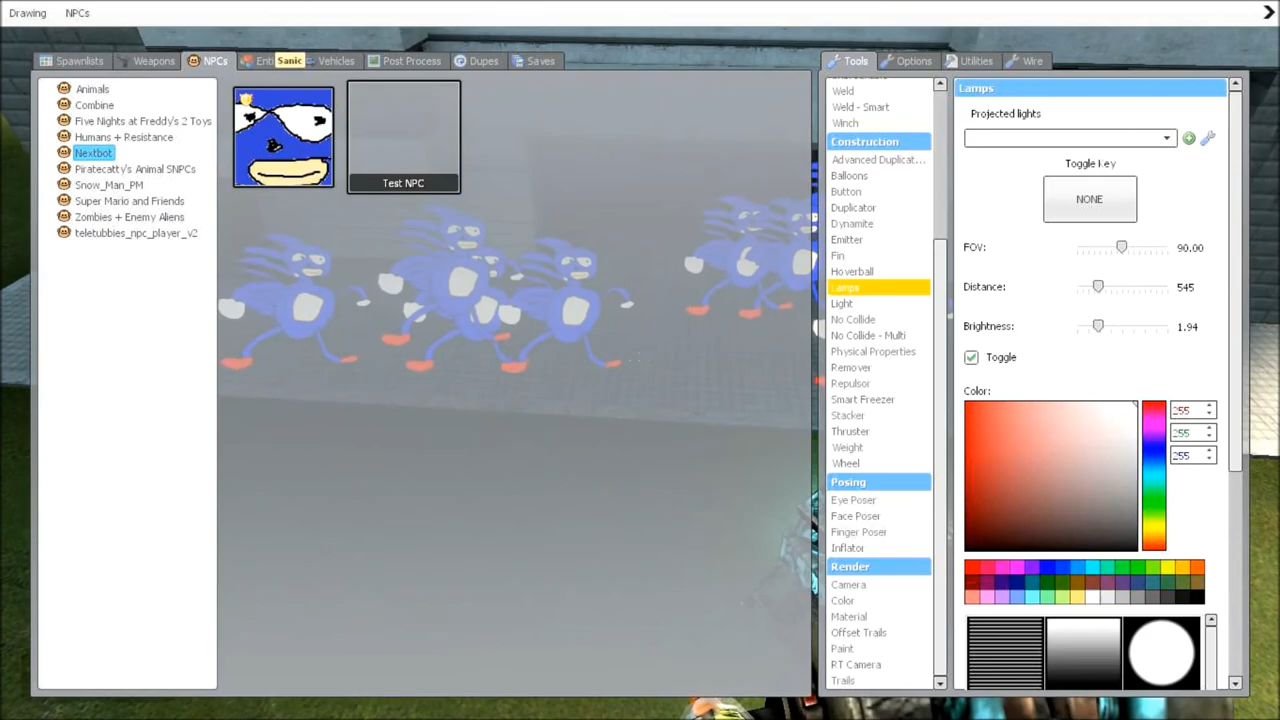 Drawing NPCs
Spawnlists Weapons NPCs Enti Sanic Vehicles Post Process Dupes Saves
Animals
Combine
Five Nights at Freddy's 2 Toys
Humans + Resistance
Nextbot
Piratecatty's Animal SNPCs
Snow_Man_PM
Super Mario and Friends
Zombies + Enemy Aliens
teletubbies_npc_player_v2
Test NPC
Tools Options Utilities Wire
Weld
Weld - Smart
Winch
Construction
Advanced Duplicat...
Balloons
Button
Duplicator
Dynamite
Emitter
Fin
Hoverball
Lamps
Light
No Collide
No Collide - Multi
Physical Properties
Remover
Repulsor
Smart Freezer
Stacker
Thruster
Weight
Wheel
Posing
Eye Poser
Face Poser
Finger Poser
Inflator
Render
Camera
Color
Material
Offset Trails
Paint
RT Camera
Trails
Lamps
Projected lights
Toggle Key
NONE
FOV: 90.00
Distance: 545
Brightness: 1.94
Toggle
Color:
255
255
255